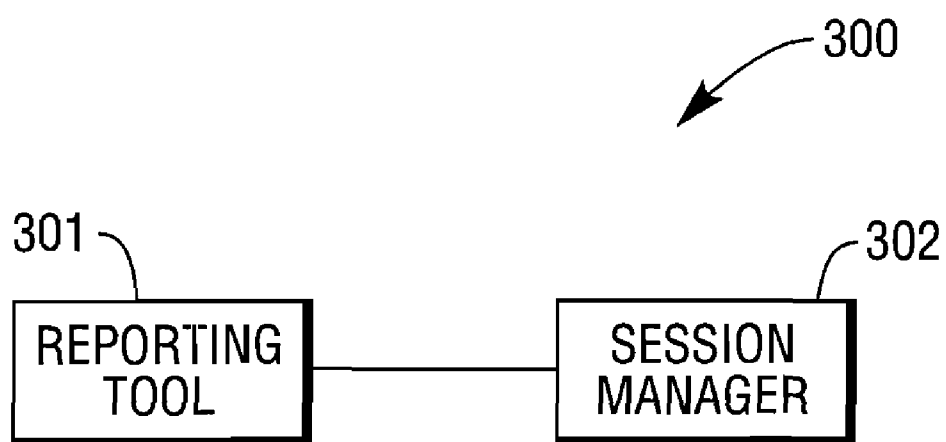 300
301
302
REPORTING
TOOL
SESSION
MANAGER